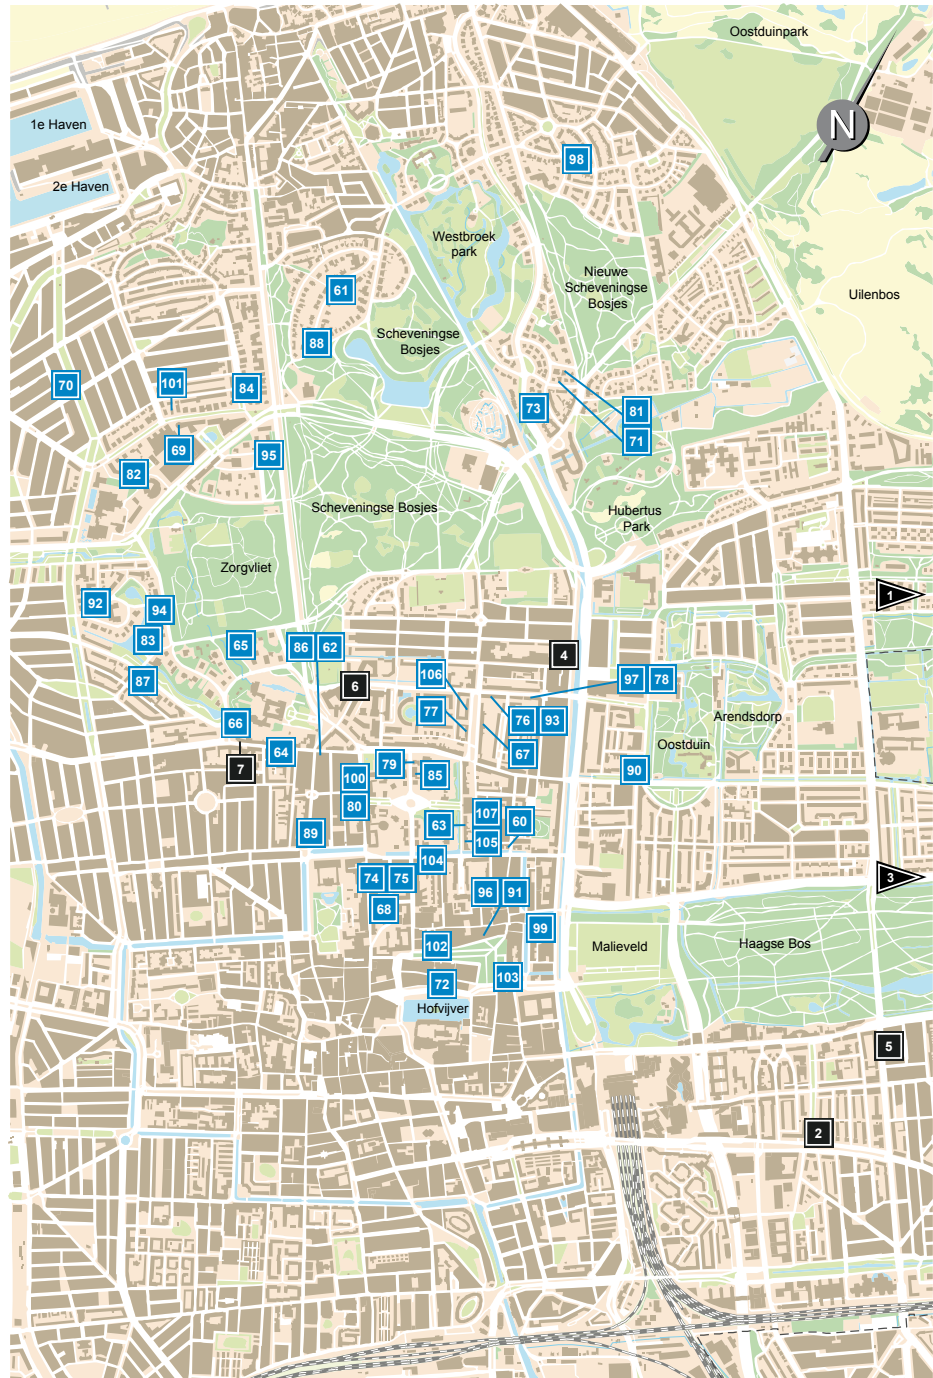 Oostduinpark
N
1e Haven
98
2e Haven
Westbroek
park
Nieuwe
Scheveningse
Bosjes
61
Uilenbos
Scheveningse
Bosjes
88
70
101
84
73
81
71
69
95
82
Scheveningse Bosjes
Hubertus
Park
Zorgvliet
92
94
1
83
65
86
62
4
87
6
106
97
78
77
76
93
Arendsdorp
66
67
Oostduin
64
7
79
85
100
90
80
63
107
60
89
105
104
74
75
3
96
91
68
99
102
Malieveld
Haagse Bos
72
103
Hofvijver
5
2